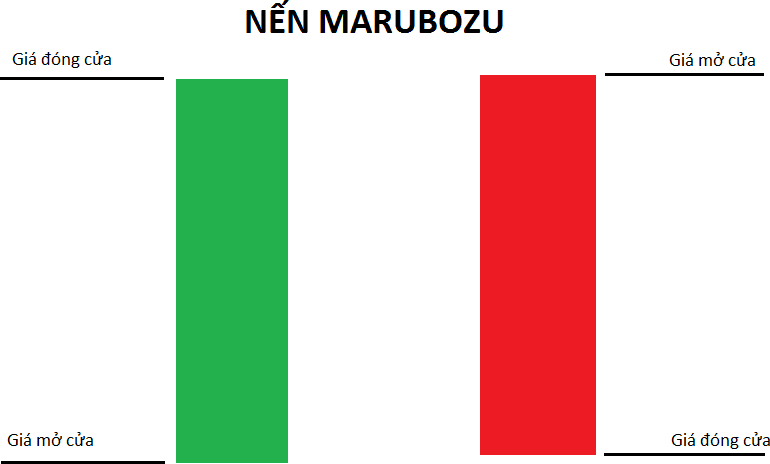 NẾN MARUBOZU
Giá đóng cửa
Giá mở cửa
Giá mở cửa
Giá đóng cửa